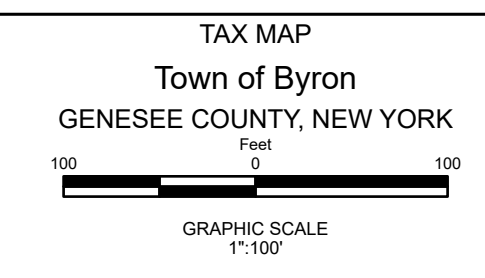 TAX MAP
Town of Byron
GENESEE COUNTY, NEW YORK
Feet
100 0 100
GRAPHIC SCALE
1":100'